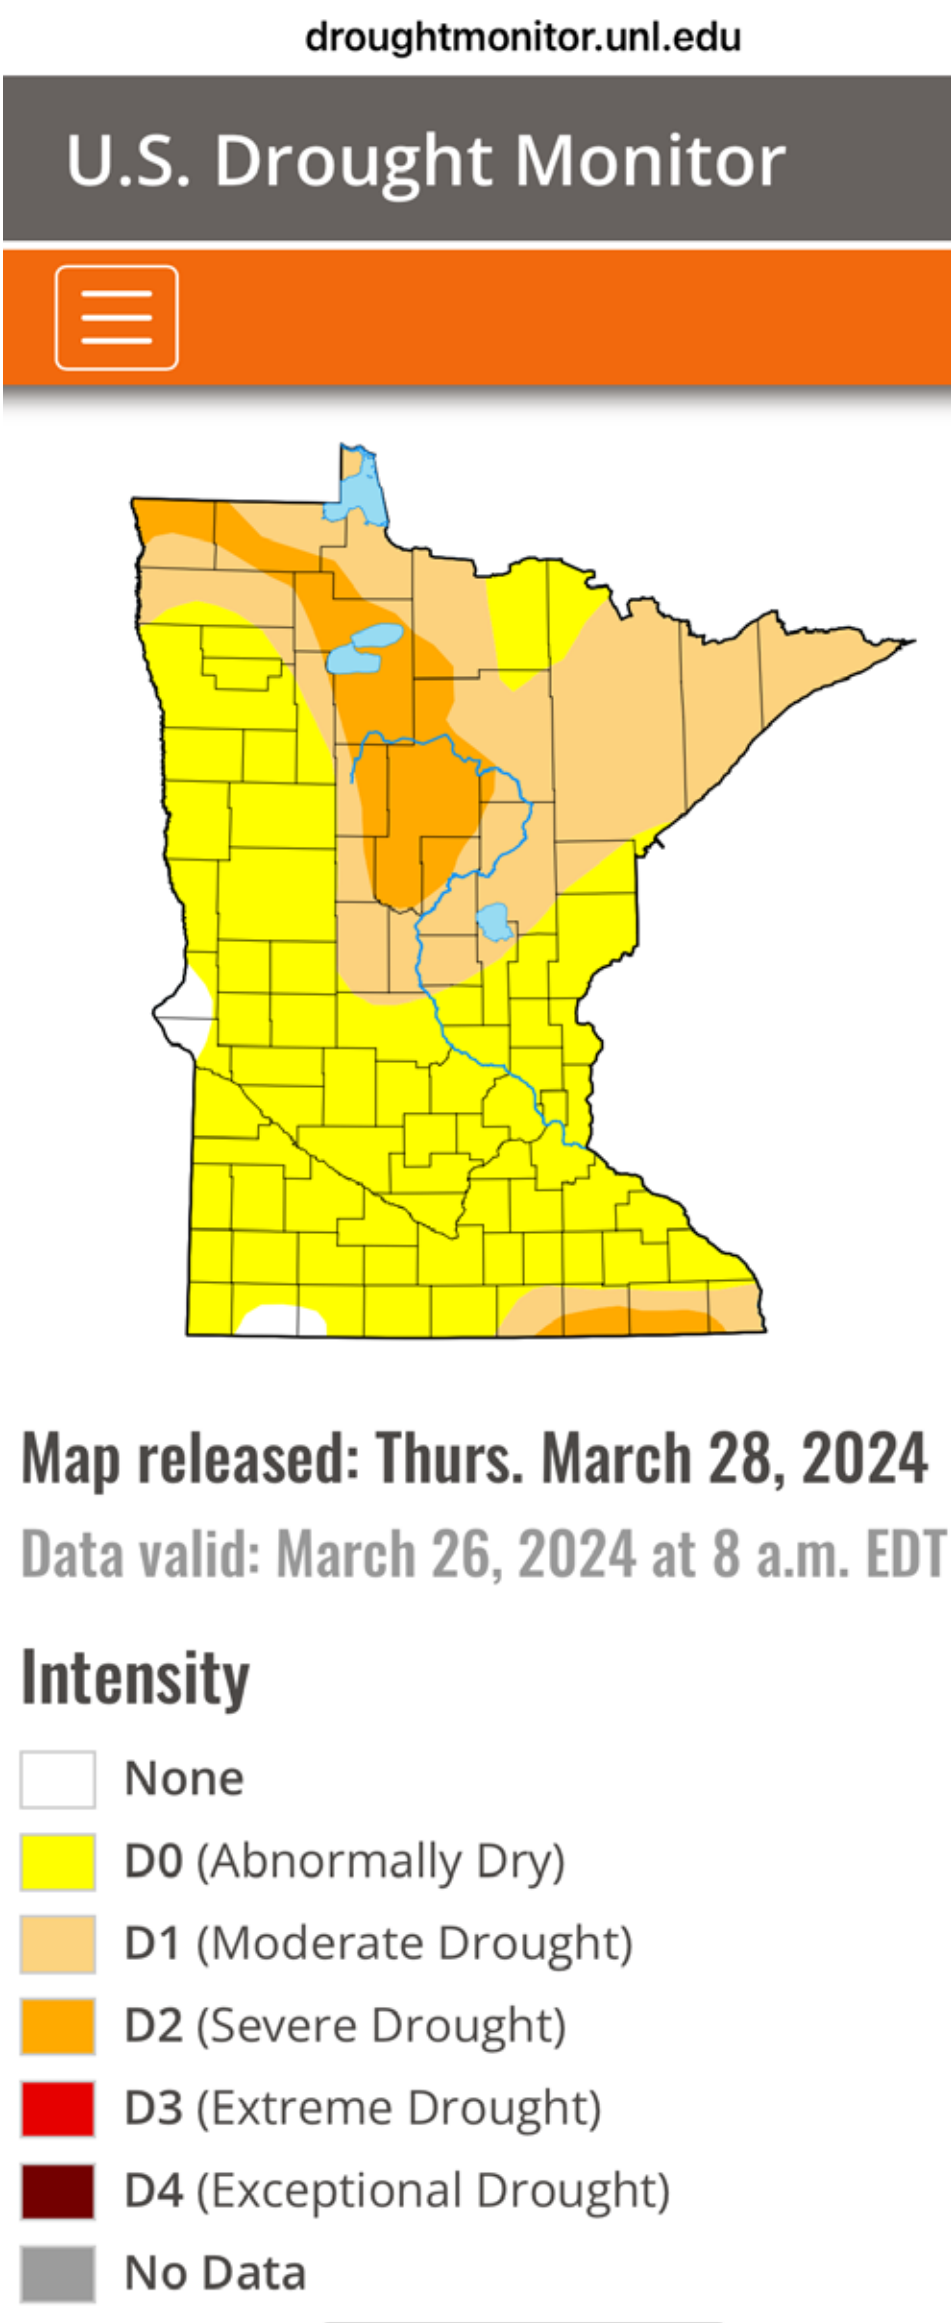 droughtmonitor.unl.edu
U.S. Drought Monitor
Map released: Thurs. March 28, 2024
Data valid: March 26, 2024 at 8 a.m. EDT
Intensity
None
D0 (Abnormally Dry)
D1 (Moderate Drought)
D2 (Severe Drought)
D3 (Extreme Drought)
D4 (Exceptional Drought)
No Data